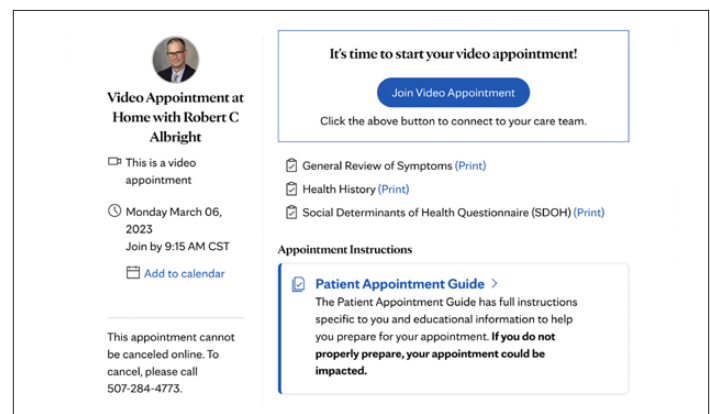 Video Appointment at
Home with Robert C
Albright
This is a video
appointment
Monday March 06,
2023
Join by 9:15 AM CST
Add to calendar
This appointment cannot
be canceled online. To
cancel, please call
507-284-4773.
It's time to start your video appointment!
Join Video Appointment
Click the above button to connect to your care team.
General Review of Symptoms (Print)
Health History (Print)
Social Determinants of Health Questionnaire (SDOH) (Print)
Appointment Instructions
Patient Appointment Guide >
The Patient Appointment Guide has full instructions
specific to you and educational information to help
you prepare for your appointment. If you do not
properly prepare, your appointment could be
impacted.